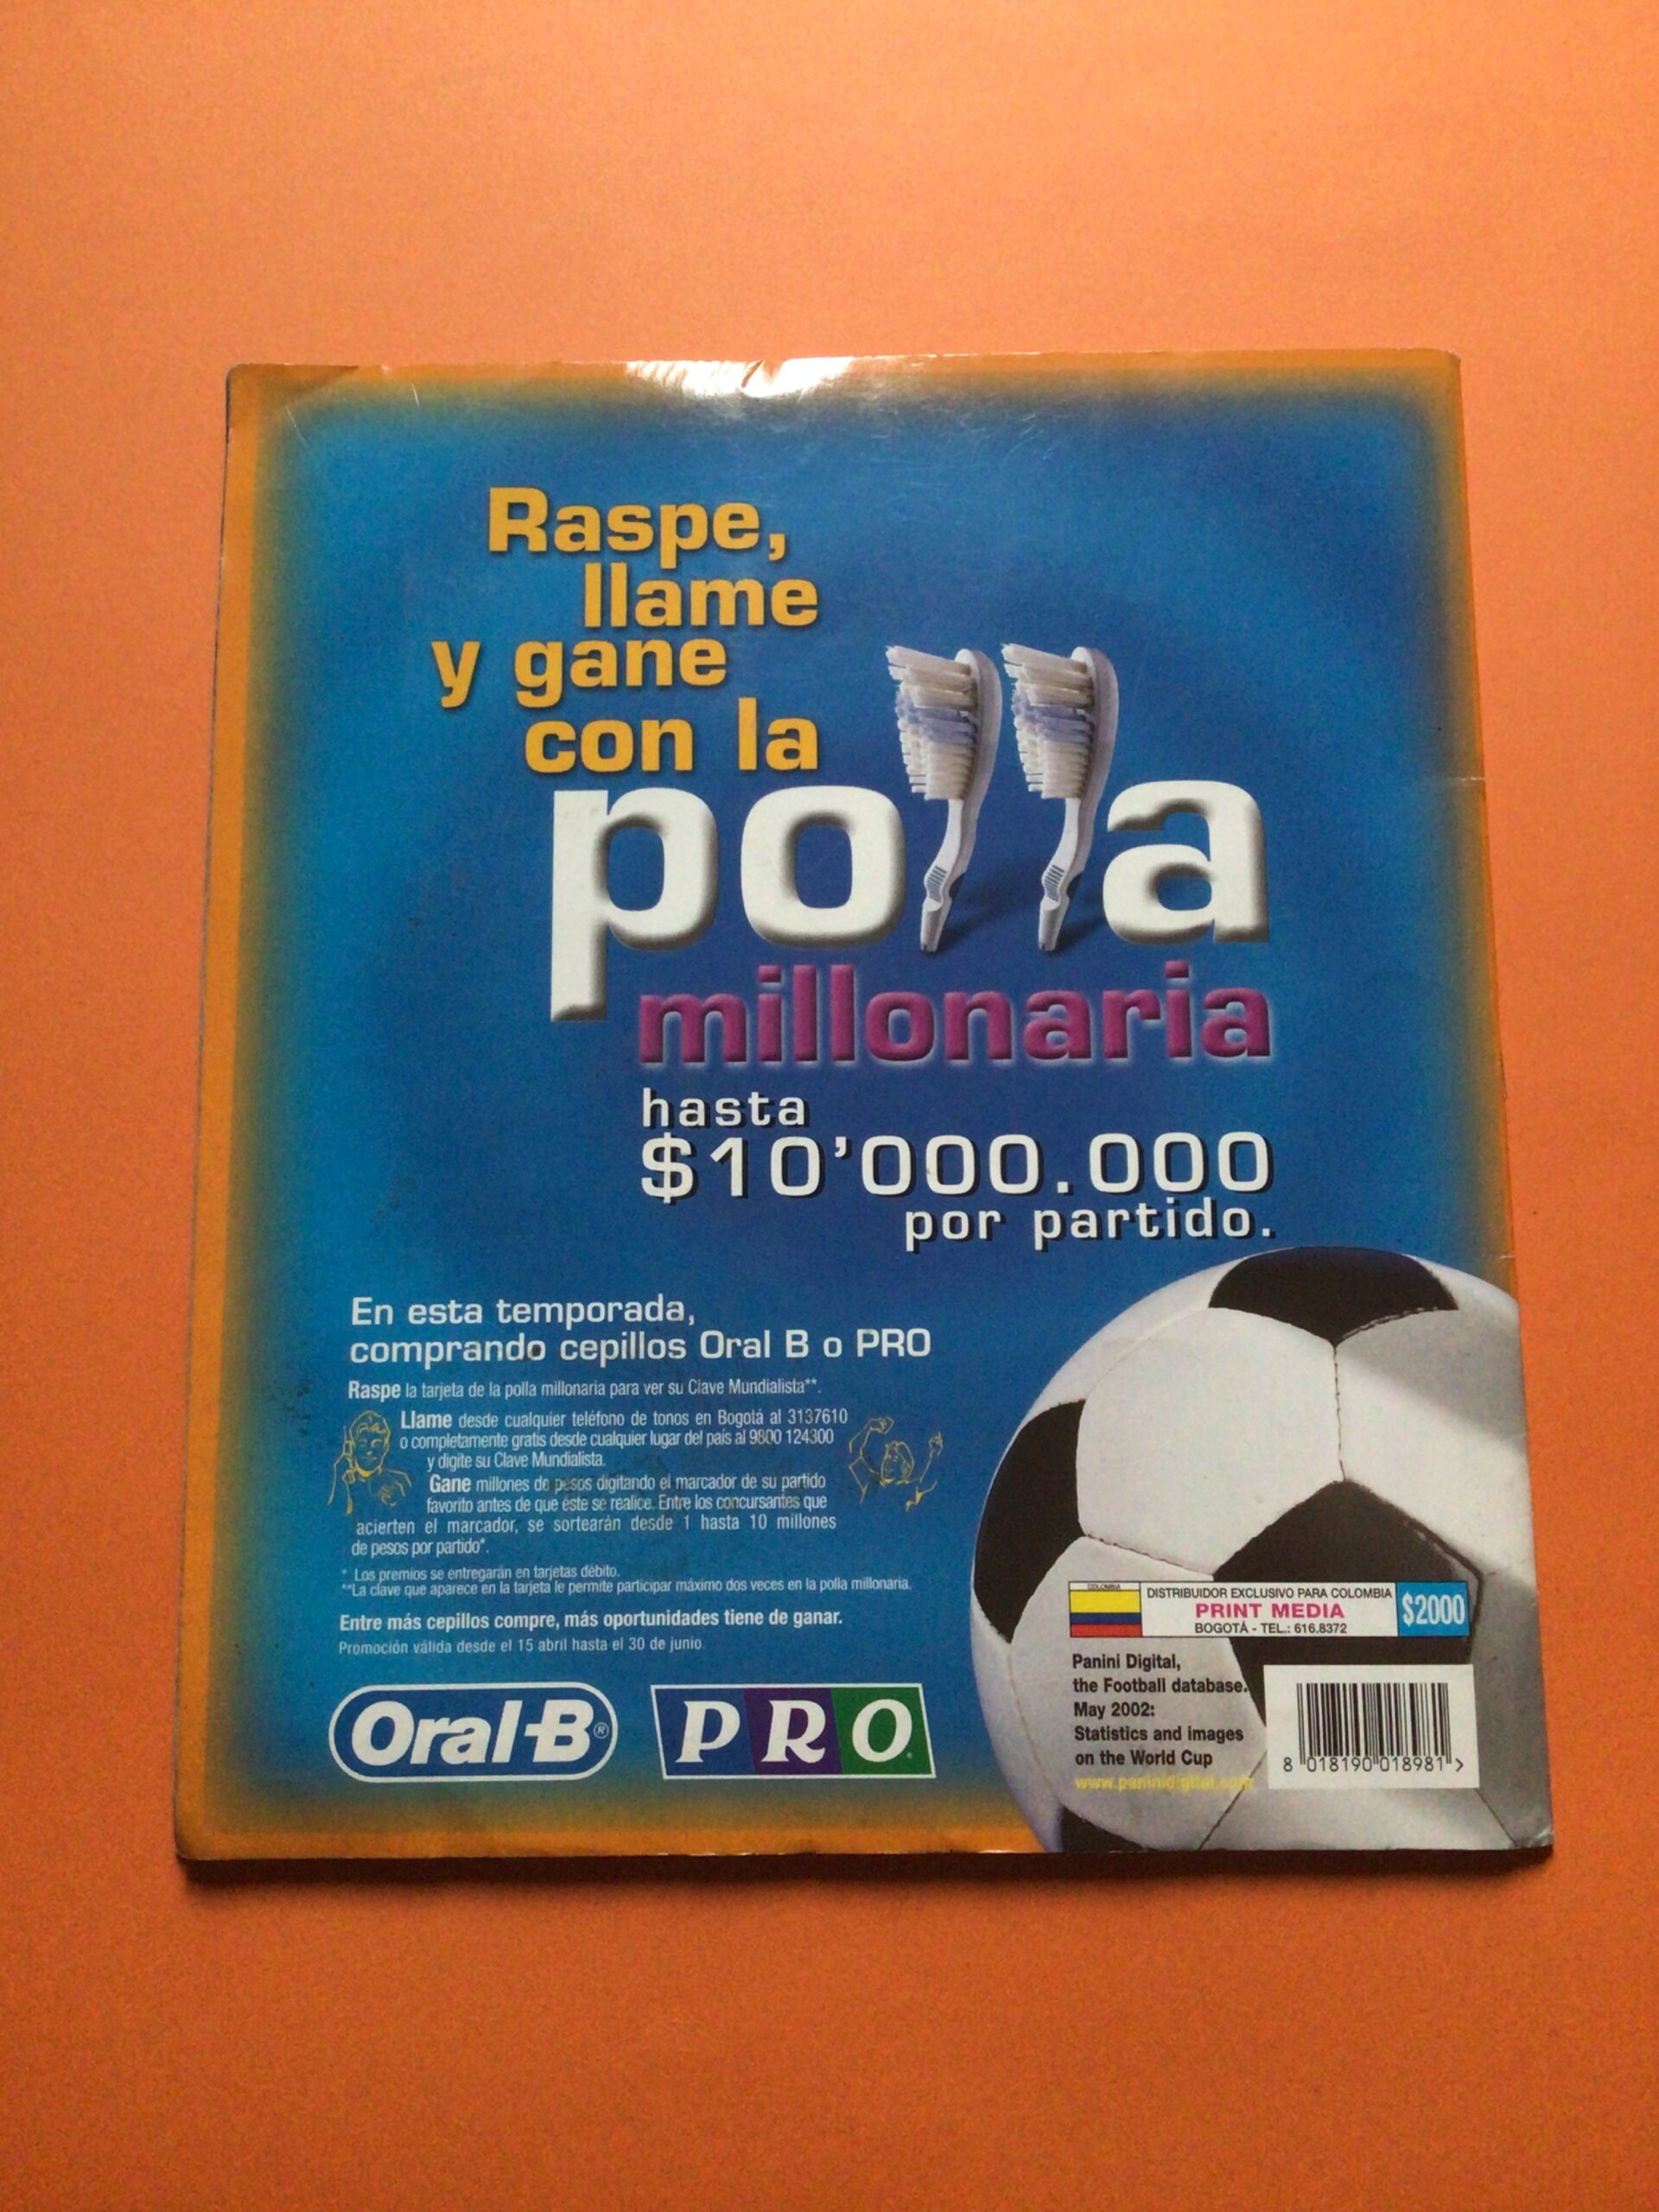 Raspe,
llame
y gane
con la
polla
millonaria
hasta
$10'000.000
por partido.
En esta temporada,
comprando cepillos Oral B o PRO
Raspe la tarjeta de la polla millonaria para ver su Clave Mundialista**.
Llame desde cualquier teléfono de tonos en Bogotá al 3137610
o completamente gratis desde cualquier lugar del país al 9800 124300
y digite su Clave Mundialista.
Gane millones de pesos digitando el marcador de su partido
favorito antes de que éste se realice. Entre los concursantes que
acierten el marcador, se sortearán desde 1 hasta 10 millones
de pesos por partido*.
* Los premios se entregarán en tarjetas débito.
**La clave que aparece en la tarjeta le permite participar máximo dos veces en la polla millonaria.
Entre más cepillos compre, más oportunidades tiene de ganar.
Promoción válida desde el 15 abril hasta el 30 de junio.
Oral-B®
PRO
COLOMBIA
DISTRIBUIDOR EXCLUSIVO PARA COLOMBIA
PRINT MEDIA
BOGOTÁ - TEL.: 616.8372
$2000
Panini Digital,
the Football database.
May 2002:
Statistics and images
on the World Cup
www.paninidigital.com
8 018190 018981 >